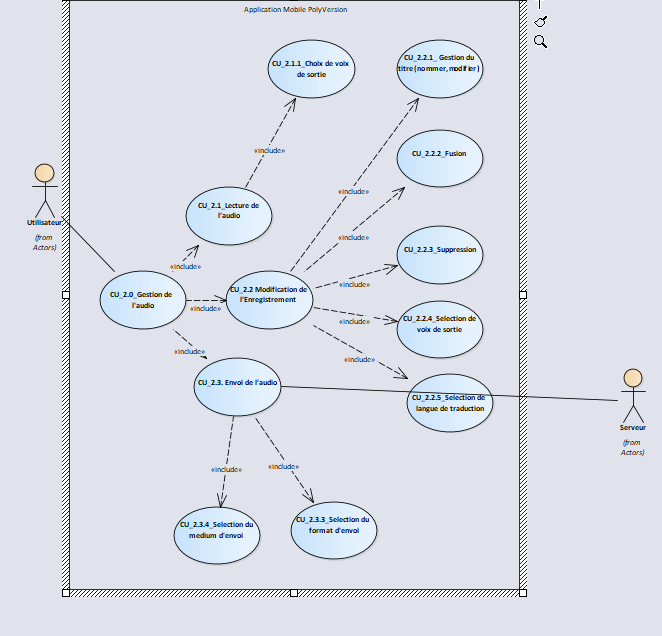 Application Mobile PolyVersion
CU_2.1.1_Choix de voix
de sortie
CU_2.2.1_ Gestion du
titre(nommer,modifier)
«include»
CU_2.2.2_Fusion
Utilisateur
(from
Actors)
«include»
CU_2.1_Lecture de
l'audio
«include»
CU_2.2.3_Suppression
«include»
«include»
CU_2.0_Gestion de
l'audio
«include»
CU_2.2 Modification de
l'Enregistrement
«include»
CU_2.2.4_Selection de
voix de sortie
«include»
«include»
CU_2.3. Envoi de l'audio
CU_2.2.5_Selection de
langue de traduction
Serveur
(from
Actors)
«include»
«include»
CU_2.3.4_Selection du
medium d'envoi
CU_2.3.3_Selection du
format d'envoi